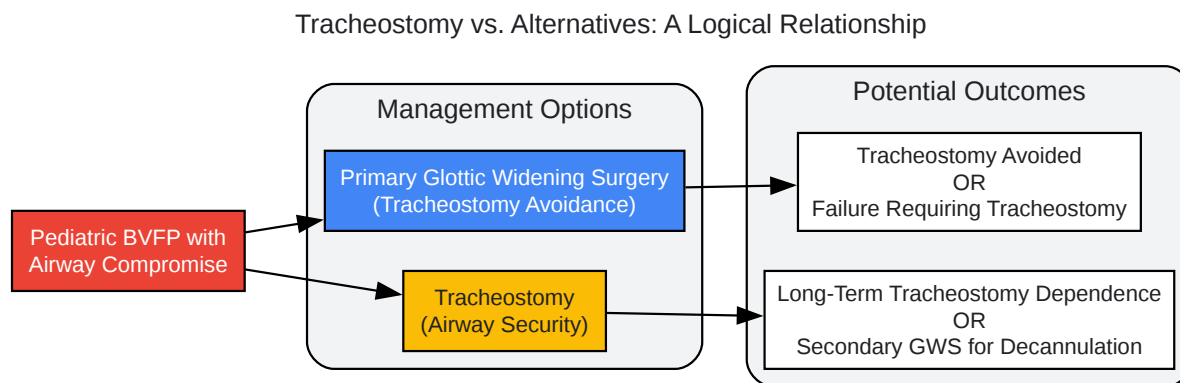 Tracheostomy vs. Alternatives: A Logical Relationship
Management Options
Potential Outcomes
Pediatric BVFP with
Airway Compromise
Primary Glottic Widening Surgery
(Tracheostomy Avoidance)
Tracheostomy
(Airway Security)
Tracheostomy Avoided
OR
Failure Requiring Tracheostomy
Long-Term Tracheostomy Dependence
OR
Secondary GWS for Decannulation